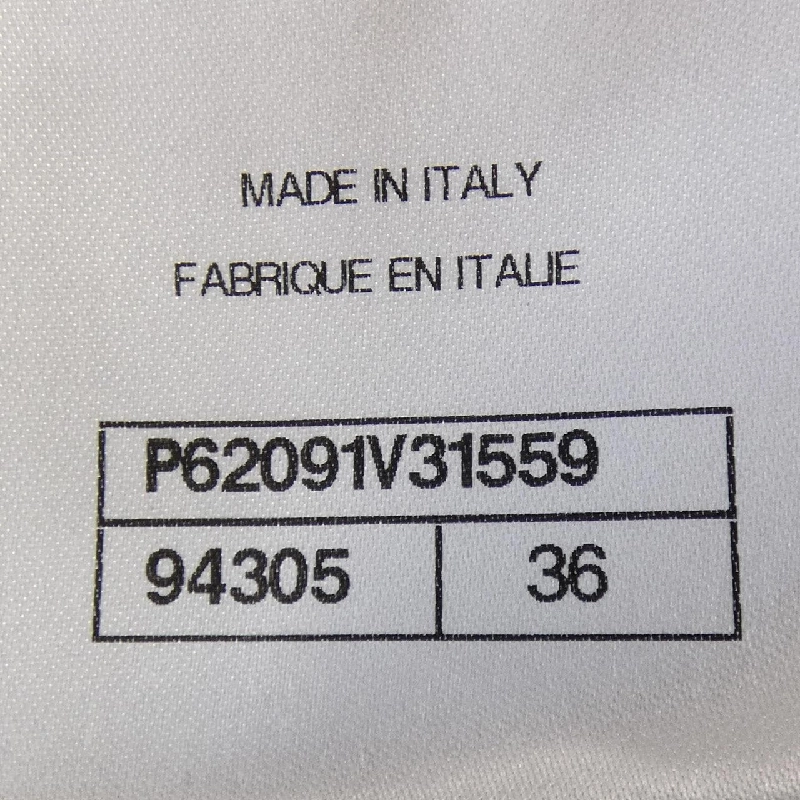 MADE IN ITALY
FABRIQUE EN ITALIE
P62091V31559
94305 36